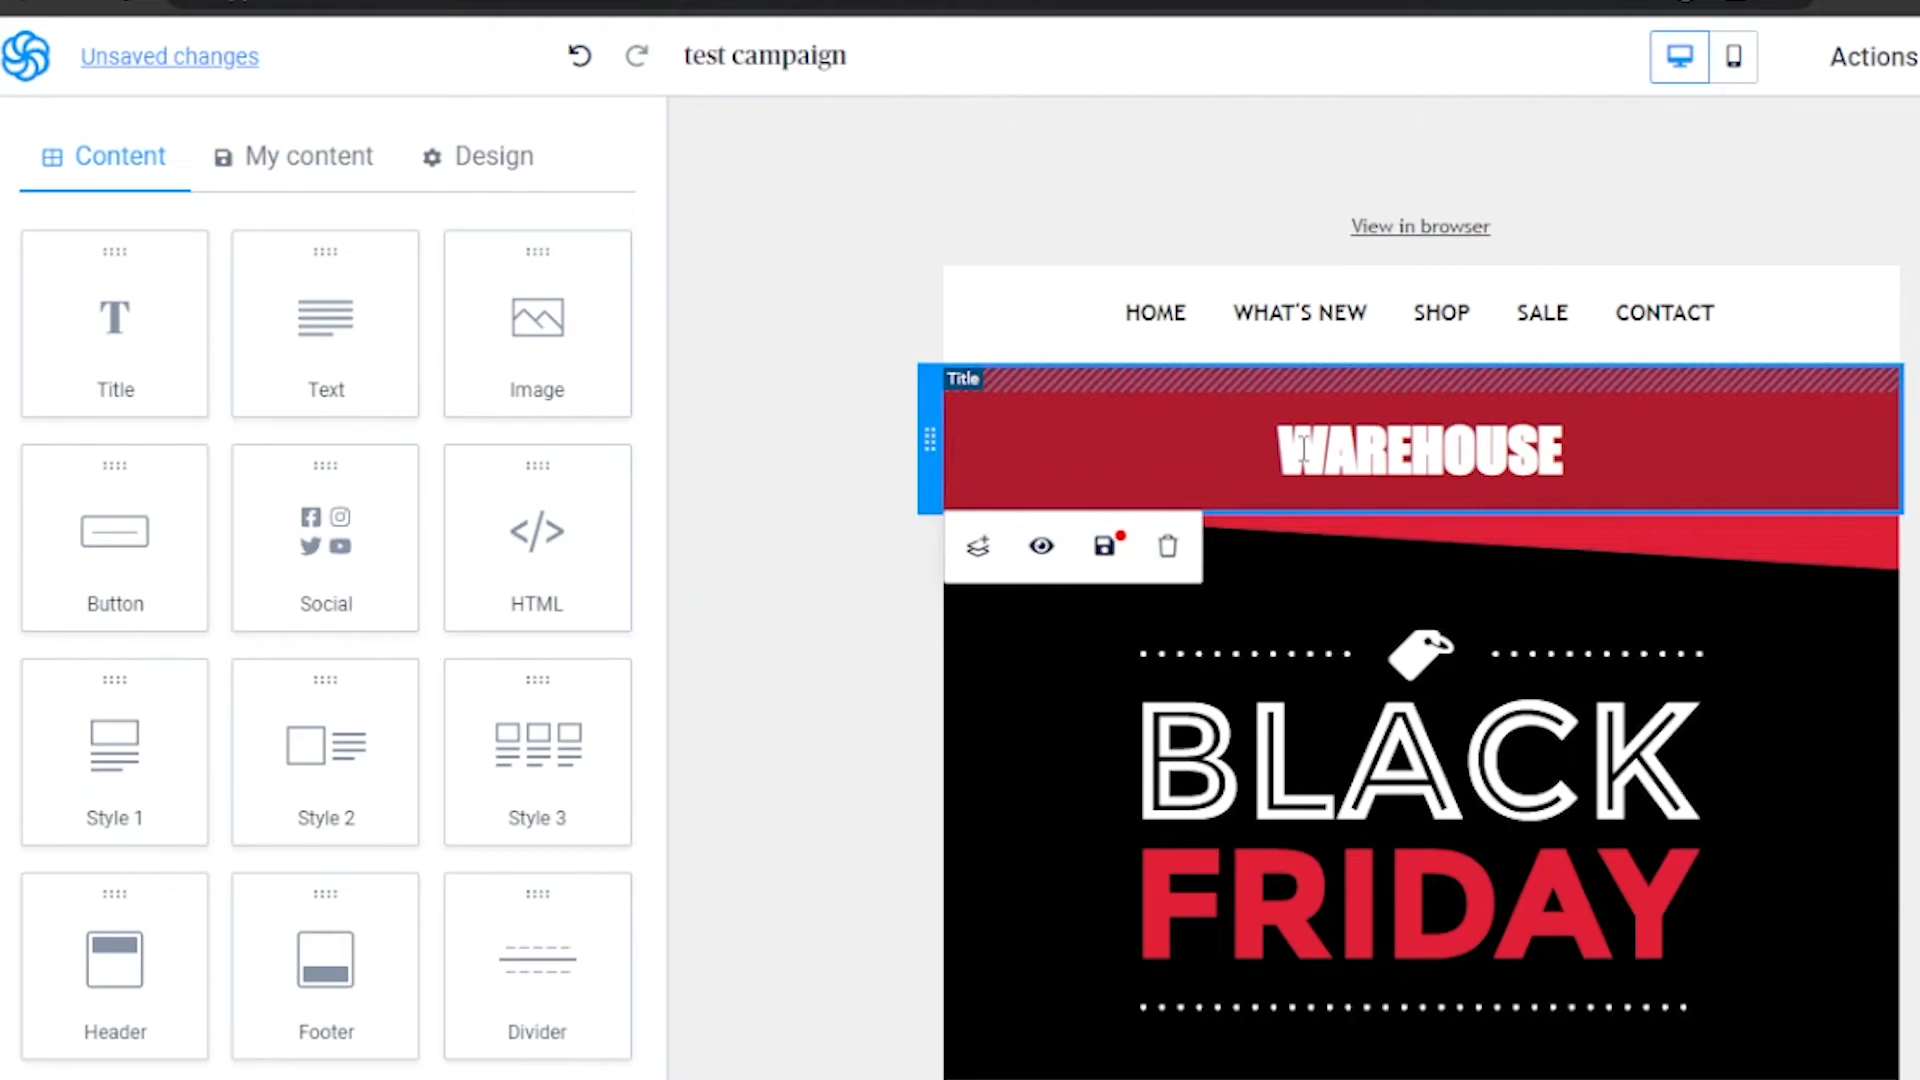 Unsaved changes
test campaign
Actions
Content
My content
Design
View in browser
HOME WHAT'S NEW SHOP SALE CONTACT
Title
WAREHOUSE
BLACK
FRIDAY
T
Title
Text
Image
Button
Social
</>
HTML
Style 1
Style 2
Style 3
Header
Footer
Divider